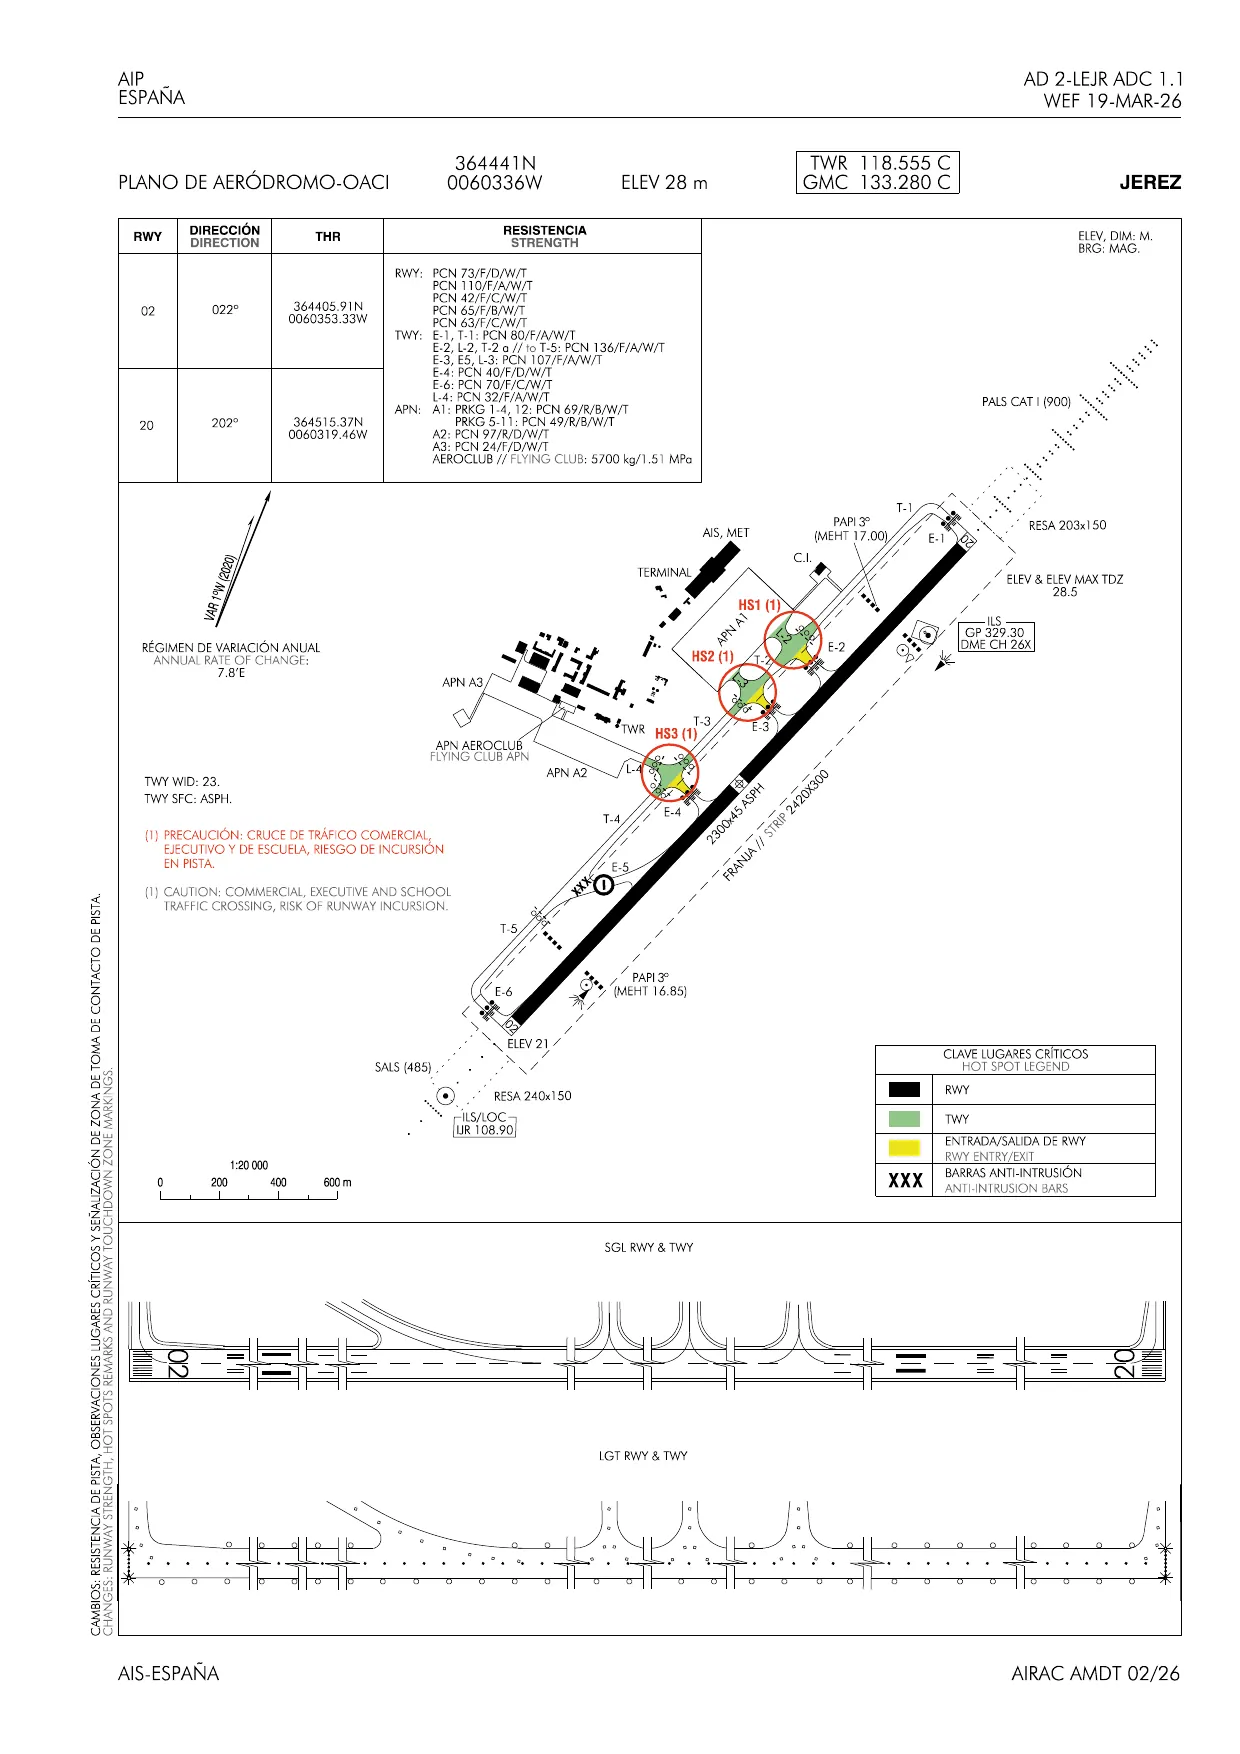 AIP
ESPAÑA
AD 2-LEJR ADC 1.1
WEF 19-MAR-26
PLANO DE AERÓDROMO-OACI
364441N
0060336W
ELEV 28 m
TWR 118.555 C
GMC 133.280 C
JEREZ
RWY
DIRECCIÓN
DIRECTION
THR
RESISTENCIA
STRENGTH
02
022º
364405.91N
0060353.33W
20
202º
364515.37N
0060319.46W
RWY: PCN 73/F/D/W/T
PCN 110/F/A/W/T
PCN 42/F/C/W/T
PCN 65/F/B/W/T
PCN 63/F/C/W/T
TWY: E-1, T-1: PCN 80/F/A/W/T
E-2, L-2, T-2 a // to T-5: PCN 136/F/A/W/T
E-3, E5, L-3: PCN 107/F/A/W/T
E-4: PCN 40/F/D/W/T
E-6: PCN 70/F/C/W/T
L-4: PCN 32/F/A/W/T
APN: A1: PRKG 1-4, 12: PCN 69/R/B/W/T
PRKG 5-11: PCN 49/R/B/W/T
A2: PCN 97/R/D/W/T
A3: PCN 24/F/D/W/T
AEROCLUB // FLYING CLUB: 5700 kg/1.51 MPa
ELEV, DIM: M.
BRG: MAG.
PALS CAT I (900)
RESA 203x150
ELEV & ELEV MAX TDZ
28.5
ILS
GP 329.30
DME CH 26X
T-1
E-1
20
PAPI 3º
(MEHT 17.00)
C.I.
AIS, MET
TERMINAL
HS1 (1)
APN A1
L-2
E-2
HS2 (1)
T-2
L-3
E-3
T-3
HS3 (1)
TWR
L-4
E-4
APN A3
APN AEROCLUB
FLYING CLUB APN
APN A2
T-4
E-5
XXX
T-5
E-6
02
ELEV 21
2300x45 ASPH
FRANJA // STRIP 2420X300
PAPI 3º
(MEHT 16.85)
SALS (485)
RESA 240x150
ILS/LOC
IJR 108.90
VAR 1ºW (2020)
RÉGIMEN DE VARIACIÓN ANUAL
ANNUAL RATE OF CHANGE:
7.8'E
TWY WID: 23.
TWY SFC: ASPH.
(1) PRECAUCIÓN: CRUCE DE TRÁFICO COMERCIAL,
EJECUTIVO Y DE ESCUELA, RIESGO DE INCURSIÓN
EN PISTA.
(1) CAUTION: COMMERCIAL, EXECUTIVE AND SCHOOL
TRAFFIC CROSSING, RISK OF RUNWAY INCURSION.
1:20 000
0 200 400 600 m
CLAVE LUGARES CRÍTICOS
HOT SPOT LEGEND
RWY
TWY
ENTRADA/SALIDA DE RWY
RWY ENTRY/EXIT
XXX
BARRAS ANTI-INTRUSIÓN
ANTI-INTRUSION BARS
SGL RWY & TWY
02
20
LGT RWY & TWY
CAMBIOS: RESISTENCIA DE PISTA, OBSERVACIONES LUGARES CRÍTICOS Y SEÑALIZACIÓN DE ZONA DE TOMA DE CONTACTO DE PISTA.
CHANGES: RUNWAY STRENGTH, HOT SPOTS REMARKS AND RUNWAY TOUCHDOWN ZONE MARKINGS.
AIS-ESPAÑA
AIRAC AMDT 02/26